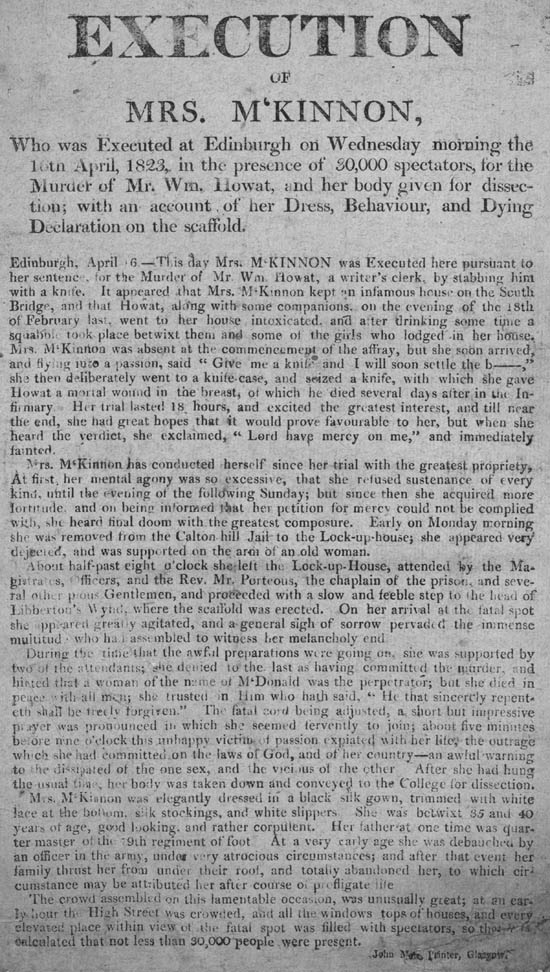 EXECUTION
OF
MRS. M'KINNON,
Who was Executed at Edinburgh on Wednesday morning the
16th April, 1823, in the presence of 30,000 spectators, for the
Murder of Mr. Wm. Howat, and her body given for dissec-
tion; with an account of her Dress, Behaviour, and Dying
Declaration on the scaffold.
Edinburgh, April 6.—This day Mrs. M'KINNON was Executed here pursuant to
her sentence, for the Murder of Mr Wm. Howat, a writer's clerk, by stabbing him
with a knife. It appeared that Mrs. M'Kinnon kept an infamous house on the South
Bridge, and that Howat, along with some companions, on the evening of the 18th
of February last, went to her house intoxicated, and after drinking some time a
squabble took place betwixt them and some of the girls who lodged in her house.
Mrs. M'Kinnon was absent at the commencement of the affray, but she soon arrived,
and flying into a passion, said "Give me a knife and I will soon settle the b——,"
she then deliberately went to a knife-case, and seized a knife, with which she gave
Howat a mortal wound in the breast, of which he died several days after in the In-
firmary. Her trial lasted 18 hours, and excited the greatest interest, and till near
the end, she had great hopes that it would prove favourable to her, but when she
heard the verdict, she exclaimed, "Lord have mercy on me," and immediately
fainted.
Mrs. M'Kinnon has conducted herself since her trial with the greatest propriety,
At first, her mental agony was so excessive, that she refused sustenance of every
kind, until the evening of the following Sunday; but since then she acquired more
fortitude, and on being informed that her petition for mercy could not be complied
with, she heard final doom with the greatest composure. Early on Monday morning
she was removed from the Calton hill Jail to the Lock-up-house; she appeared very
dejected, and was supported on the arm of an old woman.
About half-past eight o'clock she left the Lock-up-House, attended by the Ma-
gistrates, Officers, and the Rev. Mr. Porteous, the chaplain of the prison, and seve-
ral other pious Gentlemen, and proceeded with a slow and feeble step to the head of
Libberton's Wynd, where the scaffold was erected. On her arrival at the fatal spot
she appeared greatly agitated, and a general sigh of sorrow pervaded the immense
multitude who had assembled to witness her melancholy end.
During the time that the awful preparations were going on, she was supported by
two of the attendants; she denied to the last as having committed the murder, and
hinted that a woman of the name of M'Donald was the perpetrator; but she died in
peace with all men; she trusted in Him who hath said, "He that sincerely repent-
eth shall be freely forgiven." The fatal cord being adjusted, a short but impressive
prayer was pronounced in which she seemed fervently to join; about five minutes
before nine o'clock this unhappy victim of passion expiated with her life, the outrage
which she had committed on the laws of God, and of her country—an awful warning
to the dissipated of the one sex, and the vicious of the other After she had hung
the usual time, her body was taken down and conveyed to the College for dissection.
Mrs. M'Kinnon was elegantly dressed in a black silk gown, trimmed with white
lace at the bottom, silk stockings, and white slippers She was betwixt 35 and 40
years of age, good looking, and rather corpulent. Her father at one time was quar-
ter master of the 79th regiment of foot At a very early age she was debauched by
an officer in the army, under very atrocious circumstances; and after that event her
family thrust her from under their roof, and totally abandoned her, to which cir-
cumstance may be attributed her after course of profligate life
The crowd assembled on this lamentable occasion, was unusually great; at an ear-
ly hour the High Street was crowded, and all the windows tops of houses, and every
elevated place within view of the fatal spot was filled with spectators, so
calculated that not less than 30,000 people were present.
John Printer, Glasgow.